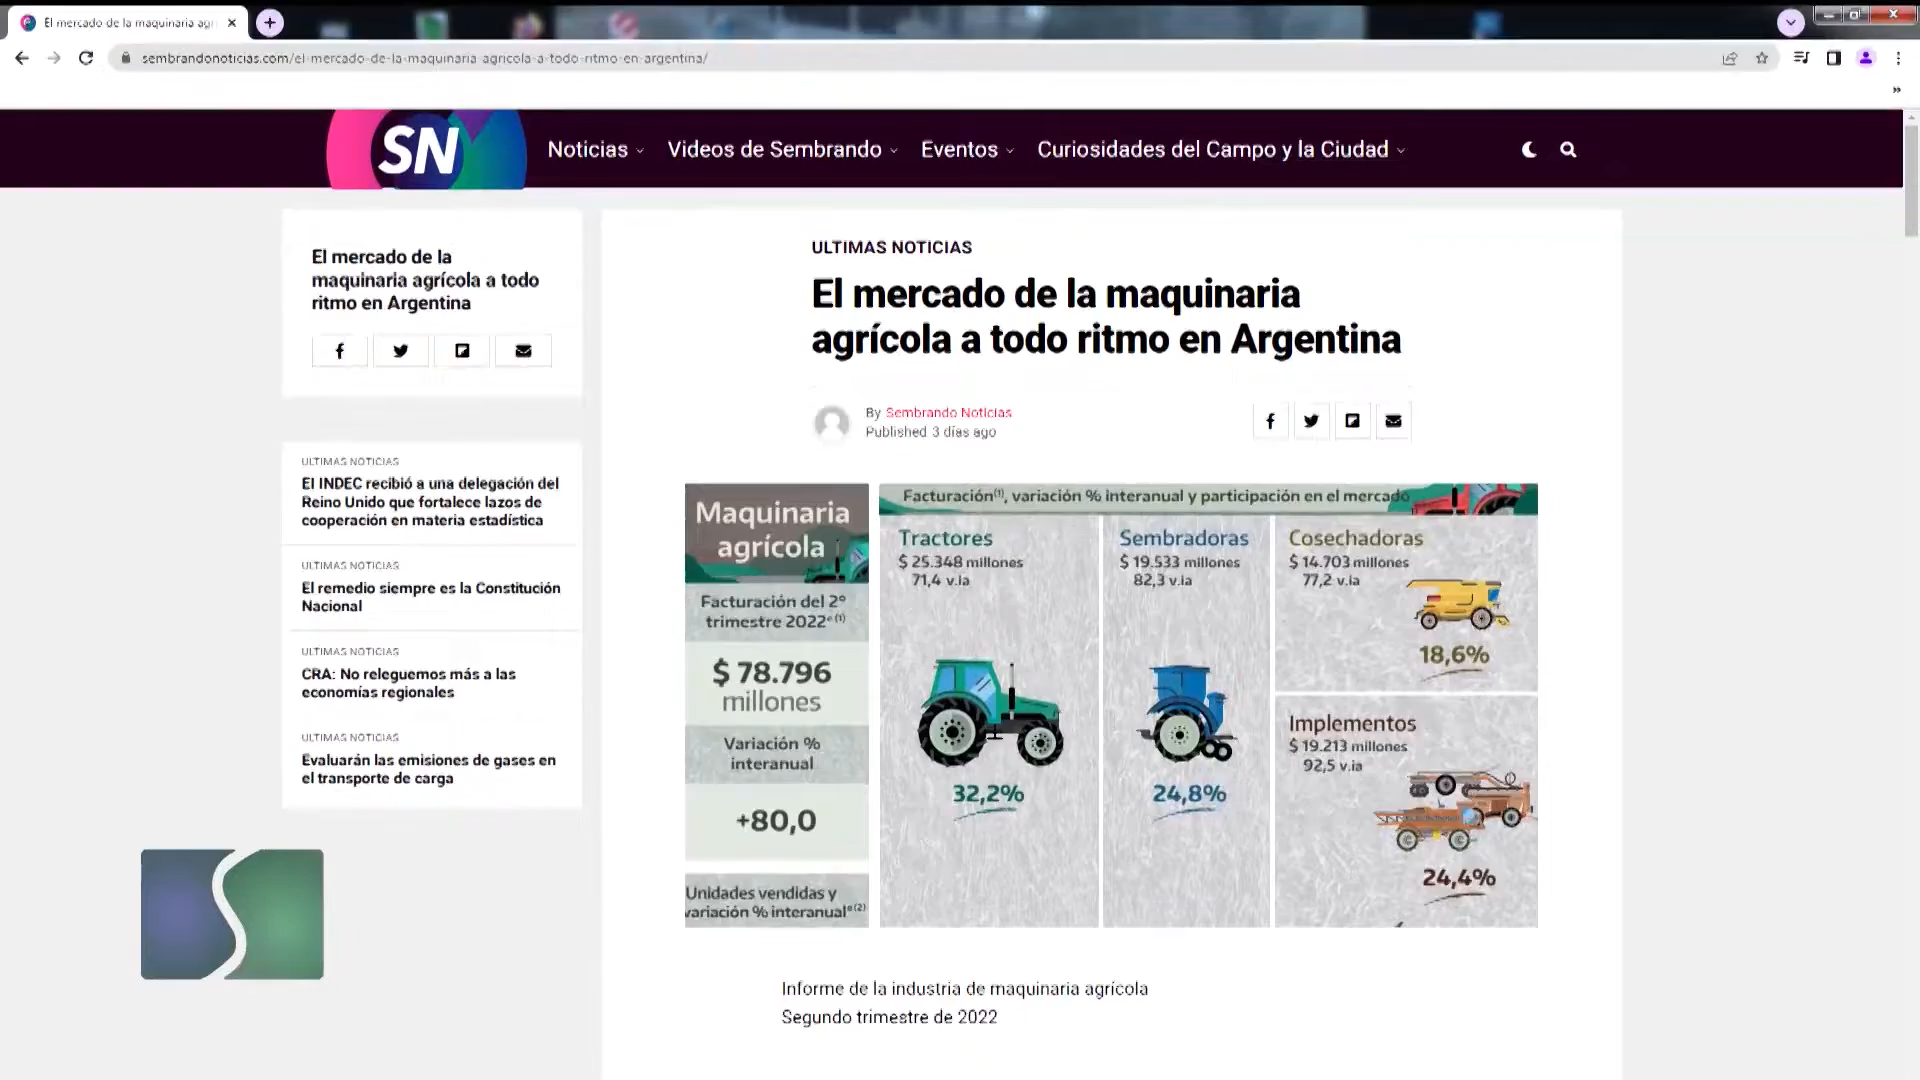 El mercado de la maquinaria agr
sembrandonoticias.com/el-mercado-de-la-maquinaria-agricola-a-todo-ritmo-en-argentina/
SN
Noticias
Videos de Sembrando
Eventos
Curiosidades del Campo y la Ciudad
El mercado de la
maquinaria agrícola a todo
ritmo en Argentina
ULTIMAS NOTICIAS
El INDEC recibió a una delegación del
Reino Unido que fortalece lazos de
cooperación en materia estadística
ULTIMAS NOTICIAS
El remedio siempre es la Constitución
Nacional
ULTIMAS NOTICIAS
CRA: No releguemos más a las
economías regionales
ULTIMAS NOTICIAS
Evaluarán las emisiones de gases en
el transporte de carga
ULTIMAS NOTICIAS
El mercado de la maquinaria
agrícola a todo ritmo en Argentina
By Sembrando Noticias
Published 3 días ago
Maquinaria
agrícola
Facturación del 2°
trimestre 2022ᵉ⁽¹⁾
$ 78.796
millones
Variación %
interanual
+80,0
Unidades vendidas y
variación % interanualᵉ⁽²⁾
Facturación⁽¹⁾, variación % interanual y participación en el mercado
Tractores
$ 25.348 millones
71,4 v.ia
32,2%
Sembradoras
$ 19.533 millones
82,3 v.ia
24,8%
Cosechadoras
$ 14.703 millones
77,2 v.ia
18,6%
Implementos
$ 19.213 millones
92,5 v.ia
24,4%
Informe de la industria de maquinaria agrícola
Segundo trimestre de 2022